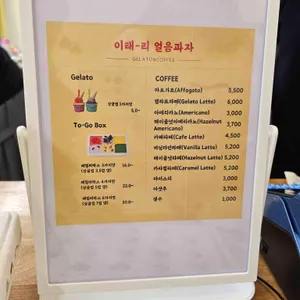 이태-리 얼음과자
GELATO&COFFEE
Gelato
COFFEE
아포가토(Affogato) 5,500
젤라또라떼(Gelato Latte) 6,000
아메리카노(Americano) 3,000
헤이즐넛아메리카노(Hazelnut Americano) 3,700
카페라떼(Cafe Latte) 4,500
바닐라라떼(Vanilla Latte) 5,200
헤이즐넛라떼(Hazelnut Latte) 5,200
카라멜라떼(Caramel Latte) 5,200
아이스티 3,000
아샷추 3,700
생수 1,000
To-Go Box